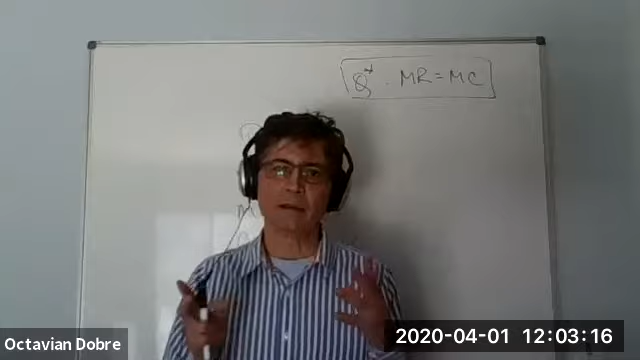 Q* . MR = MC
Octavian Dobre
2020-04-01 12:03:16